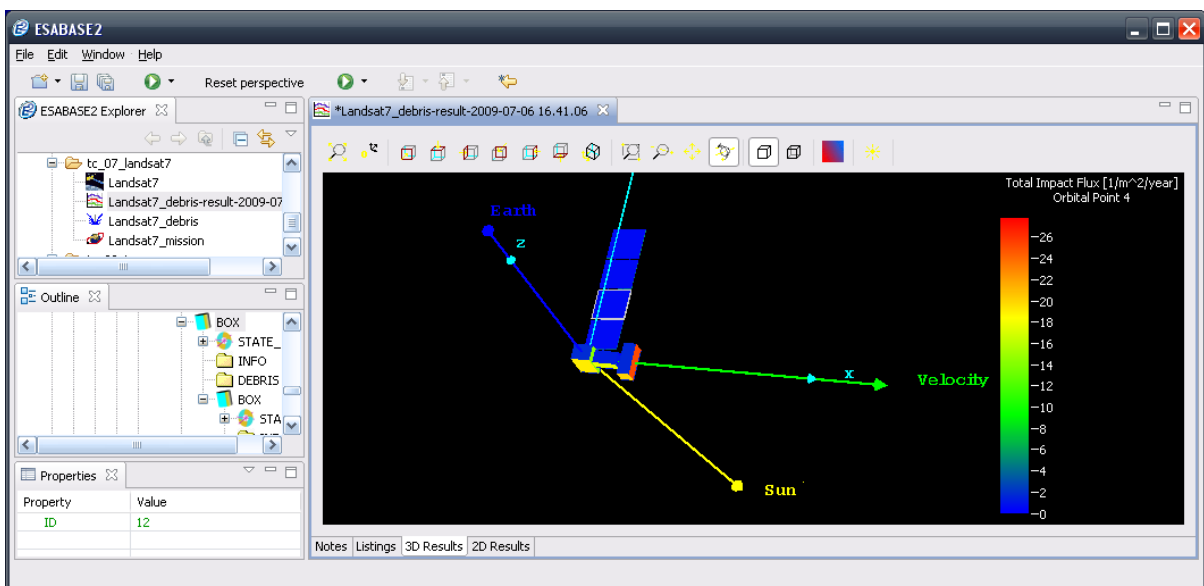 ESABASE2
File Edit Window Help
Reset perspective
ESABASE2 Explorer
tc_07_landsat7
Landsat7
Landsat7_debris-result-2009-07
Landsat7_debris
Landsat7_mission
Outline
BOX
STATE_
INFO
DEBRIS
BOX
STA
Properties
Property Value
ID 12
*Landsat7_debris-result-2009-07-06 16.41.06
Total Impact Flux [1/m^2/year]
Orbital Point 4
Earth
z
x
Velocity
Sun
26
24
22
20
18
16
14
12
10
8
6
4
2
0
Notes Listings 3D Results 2D Results